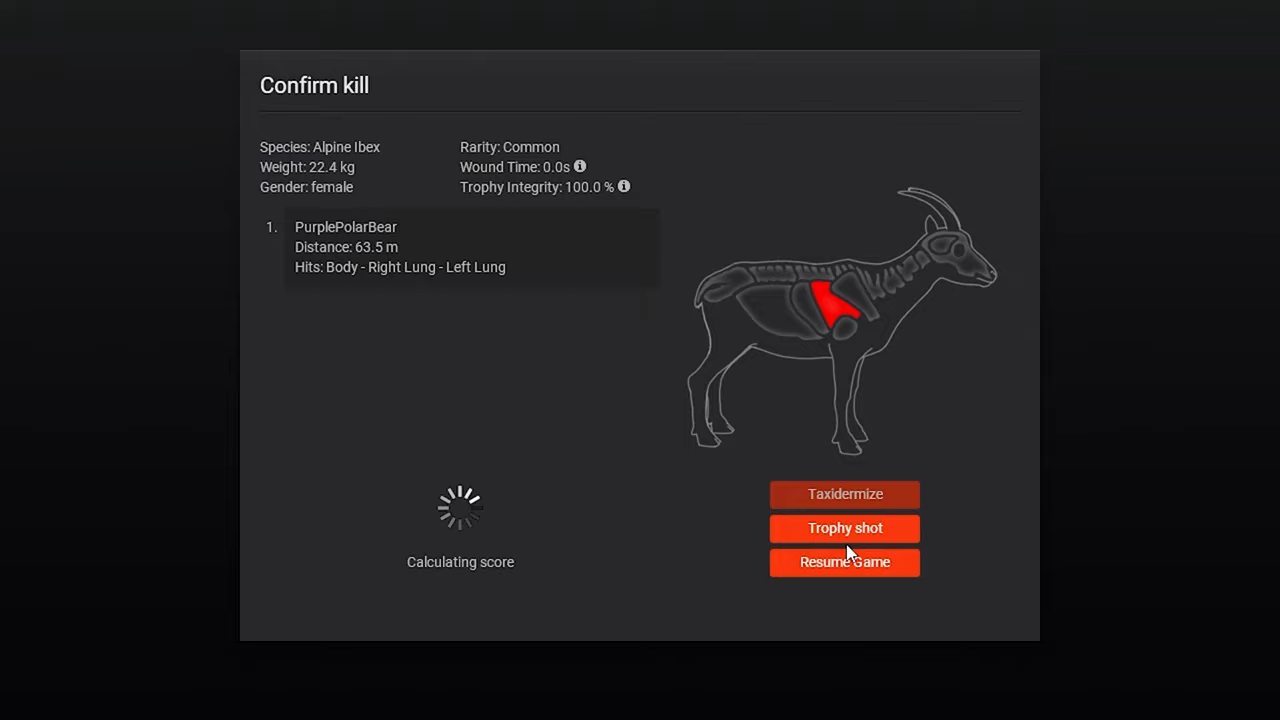 Confirm kill
Species: Alpine Ibex
Rarity: Common
Weight: 22.4 kg
Wound Time: 0.0s
Gender: female
Trophy Integrity: 100.0 %
1. PurplePolarBear
Distance: 63.5 m
Hits: Body - Right Lung - Left Lung
Taxidermize
Trophy shot
Resume Game
Calculating score